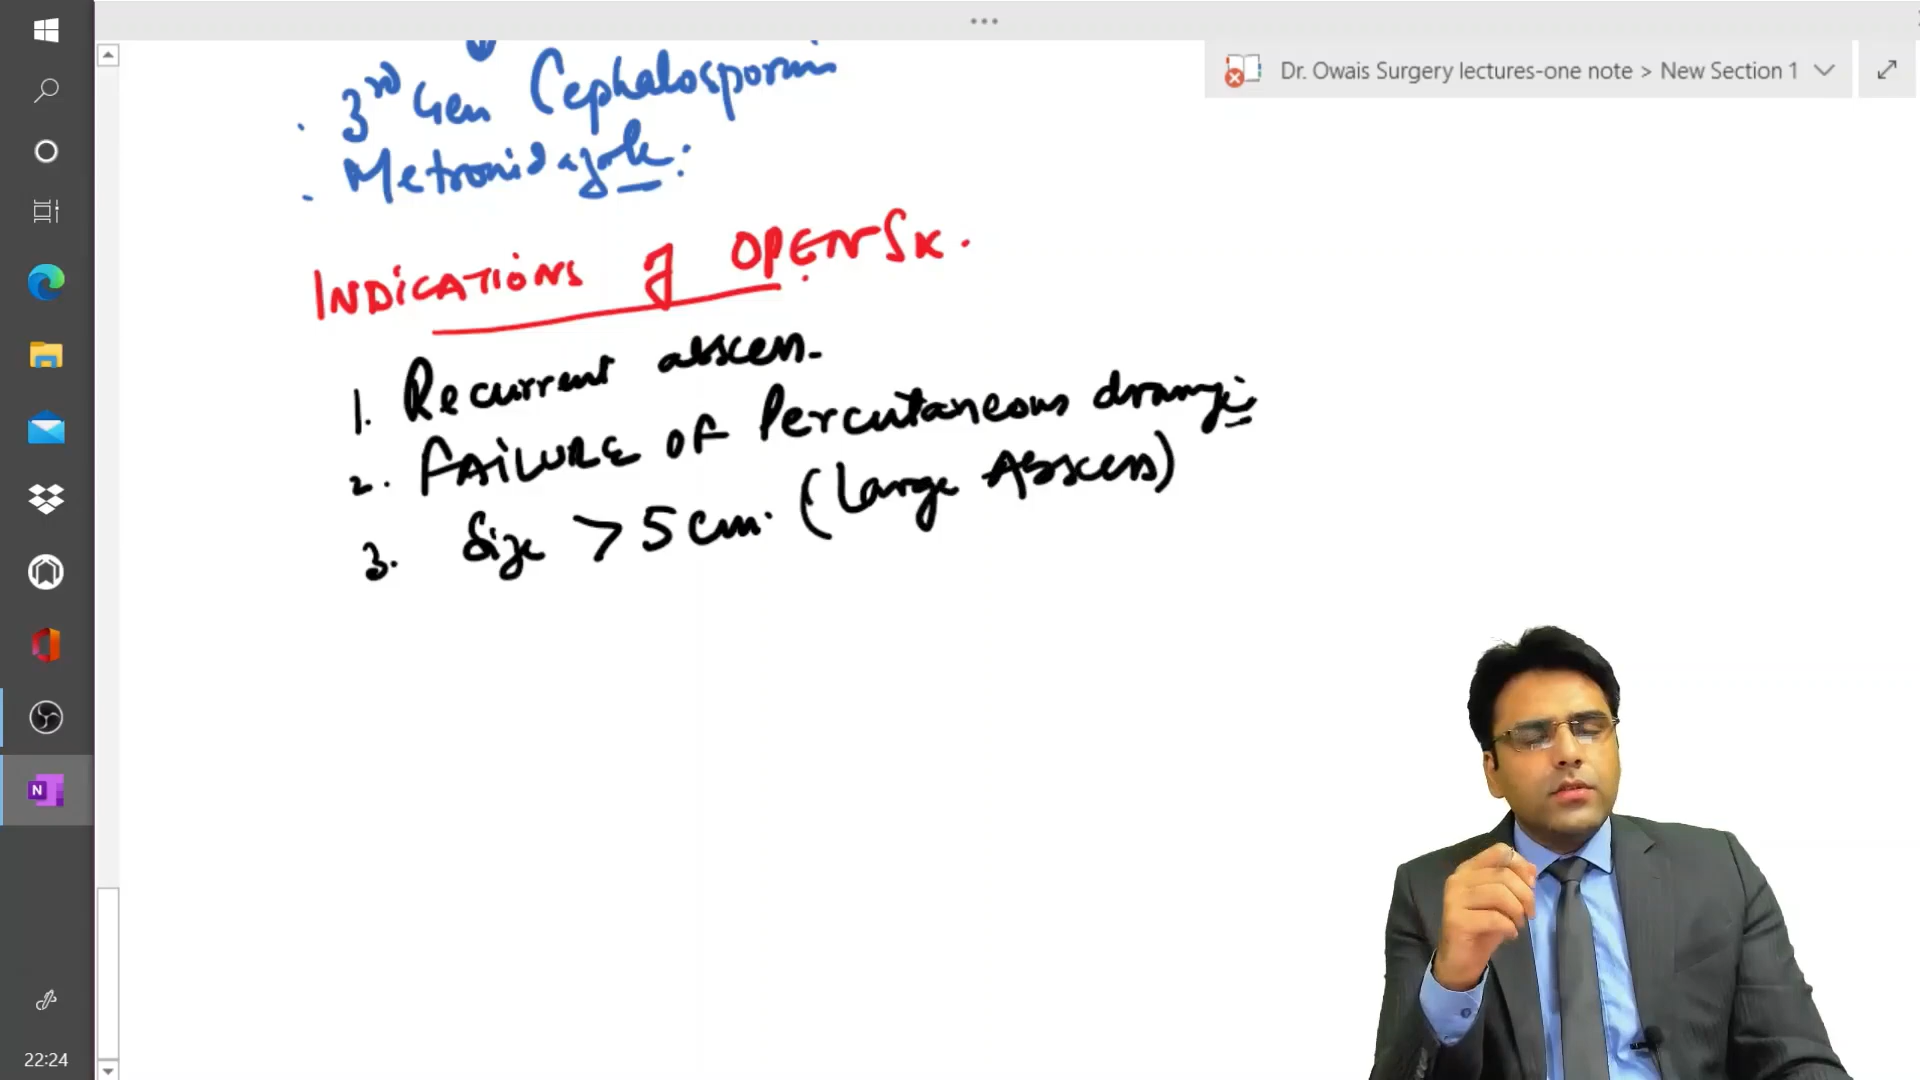 Dr. Owais Surgery lectures-one note > New Section 1
. 3rd Gen Cephalosporin
. Metronidazole:
INDICATIONS of OPEN Sx.
1. Recurrent abscess.
2. FAILURE OF Percutaneous drainage
3. Size > 5 cm. (Large Abscess)
N
22:24